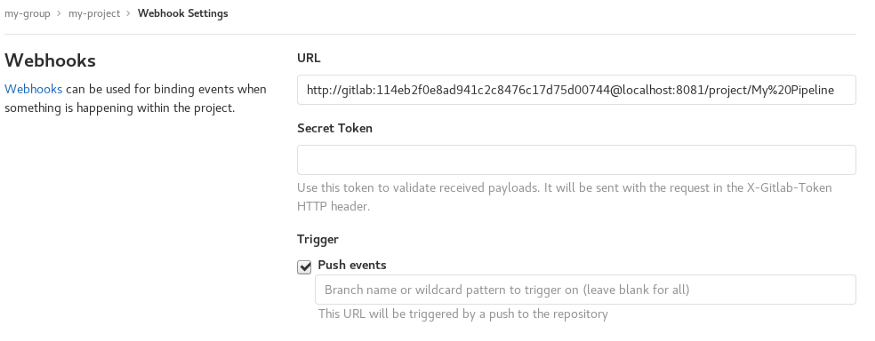 my-group > my-project > Webhook Settings
Webhooks
Webhooks can be used for binding events when
something is happening within the project.
URL
http://gitlab:114eb2f0e8ad941c2c8476c17d75d00744@localhost:8081/project/My%20Pipeline
Secret Token
Use this token to validate received payloads. It will be sent with the request in the X-Gitlab-Token
HTTP header.
Trigger
Push events
Branch name or wildcard pattern to trigger on (leave blank for all)
This URL will be triggered by a push to the repository